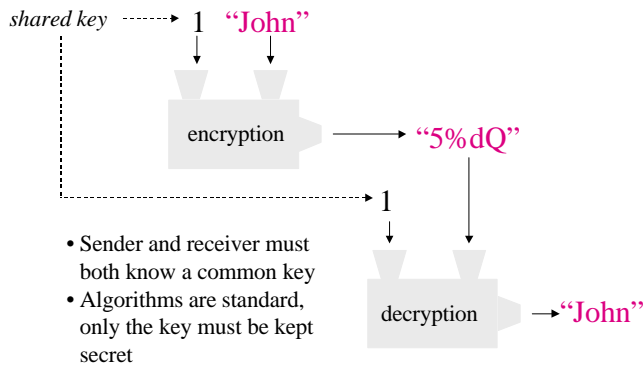 shared key 1 “John”
encryption
“5%dQ”
1
• Sender and receiver must
both know a common key
• Algorithms are standard,
only the key must be kept
secret
decryption
“John”